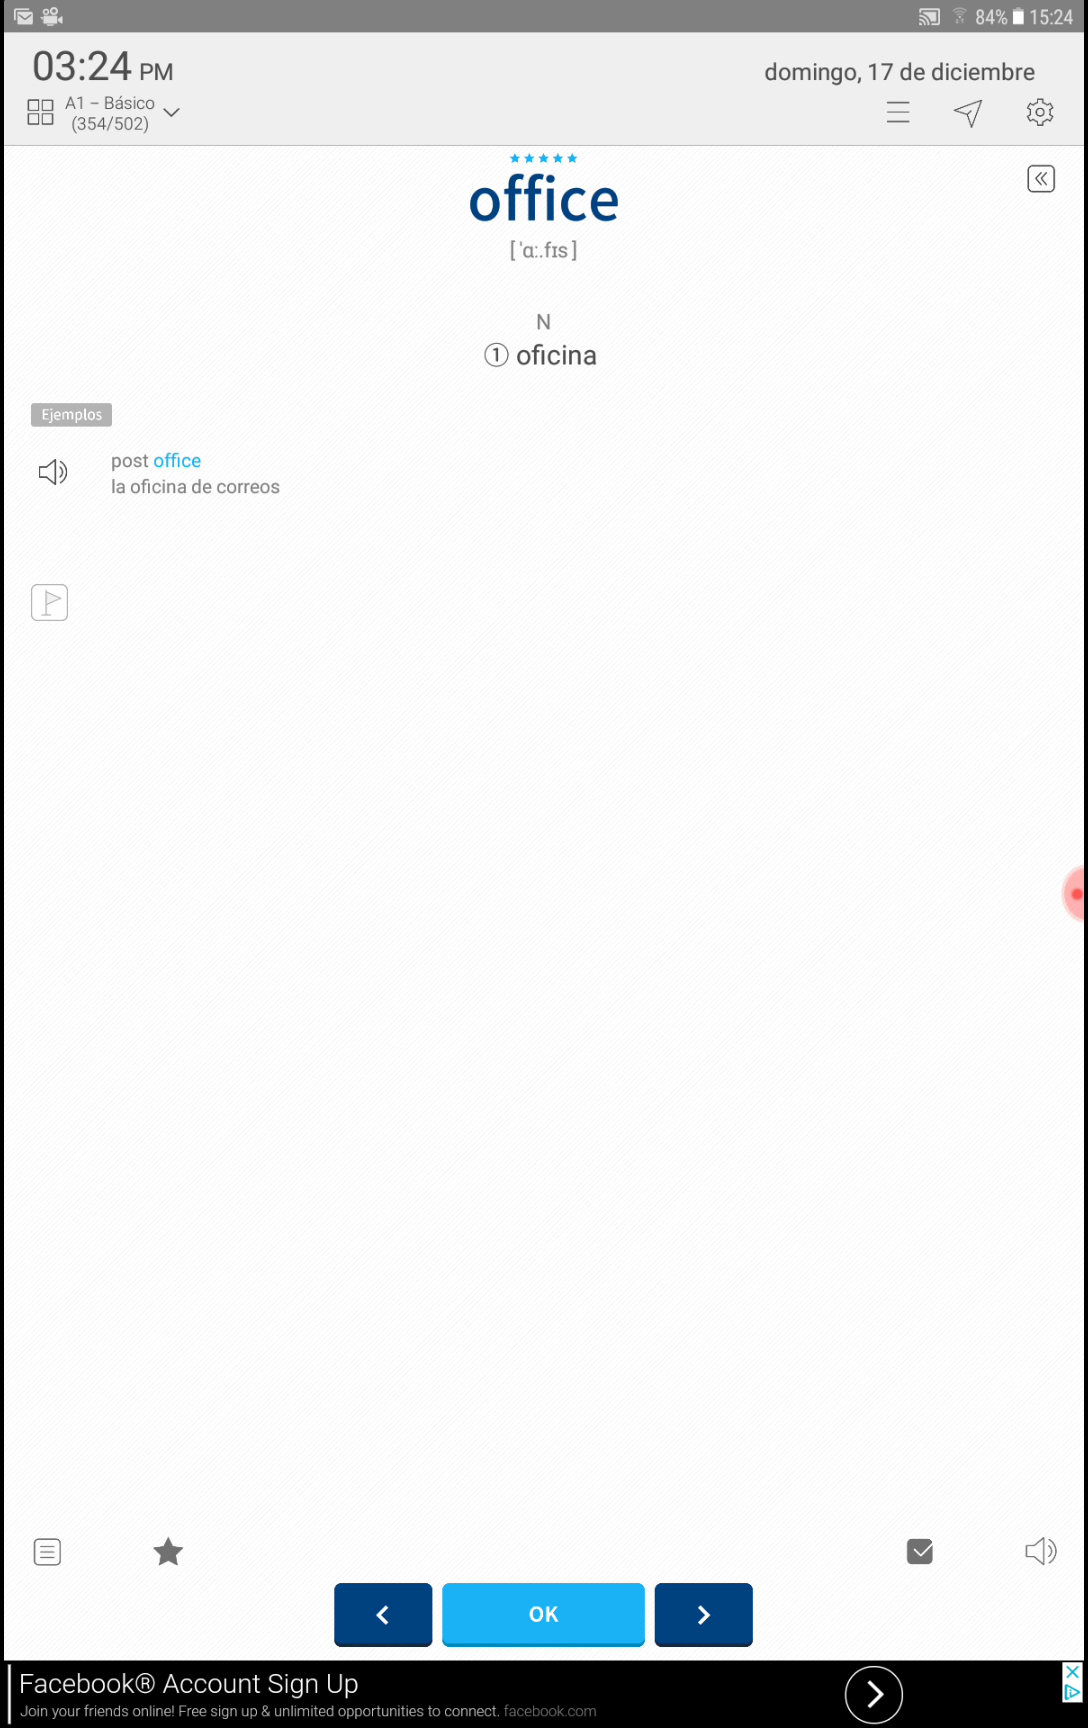 84% 15:24
03:24 PM
domingo, 17 de diciembre
A1 – Básico
(354/502)
office
[ˈɑː.fɪs]
N
① oficina
Ejemplos
post office
la oficina de correos
OK
Facebook® Account Sign Up
Join your friends online! Free sign up & unlimited opportunities to connect. facebook.com